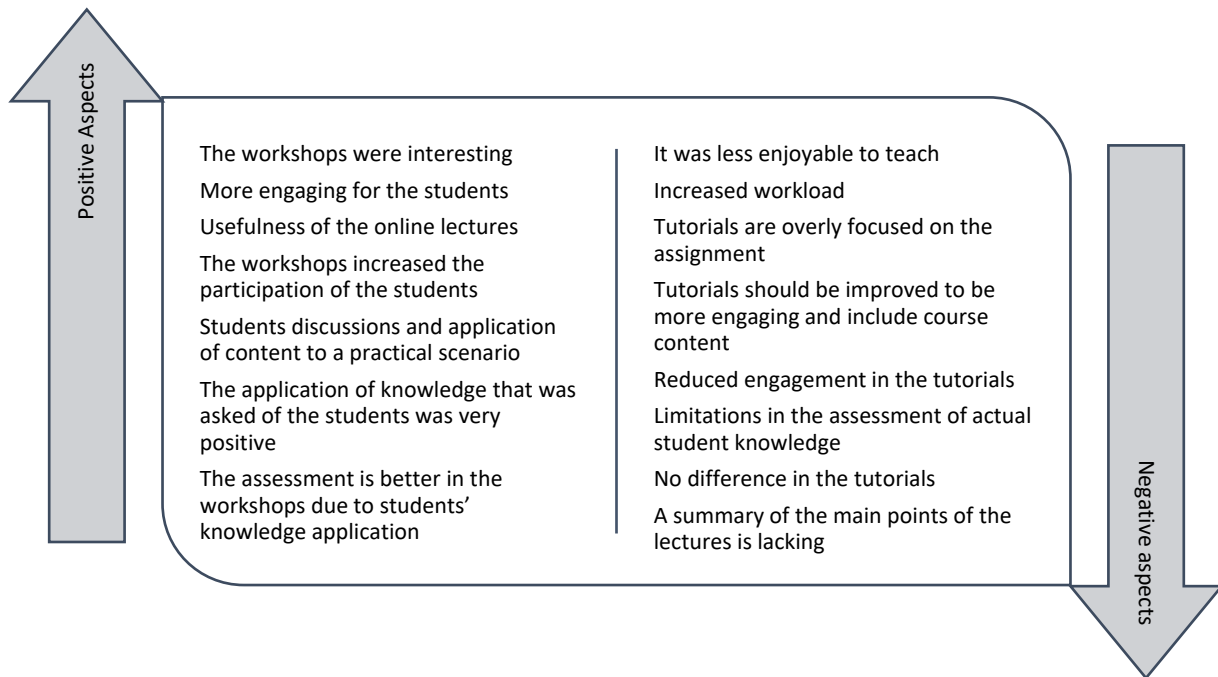 Positive Aspects
The workshops were interesting
More engaging for the students
Usefulness of the online lectures
The workshops increased the
participation of the students
Students discussions and application
of content to a practical scenario
The application of knowledge that was
asked of the students was very
positive
The assessment is better in the
workshops due to students’
knowledge application
It was less enjoyable to teach
Increased workload
Tutorials are overly focused on the
assignment
Tutorials should be improved to be
more engaging and include course
content
Reduced engagement in the tutorials
Limitations in the assessment of actual
student knowledge
No difference in the tutorials
A summary of the main points of the
lectures is lacking
Negative aspects